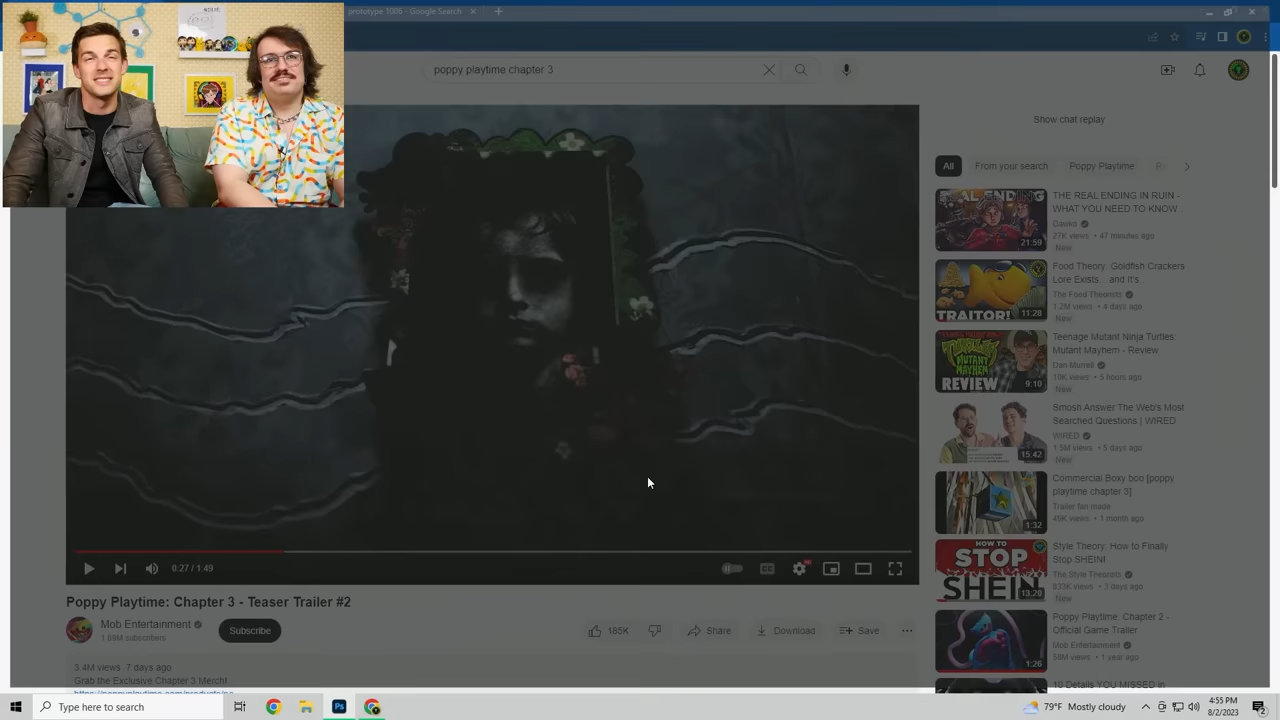 prototype 1006 - Google Search
poppy playtime chapter 3
Show chat replay
All
From your search
Poppy Playtime
THE REAL ENDING IN RUIN -
WHAT YOU NEED TO KNOW
Dawko
27K views • 47 minutes ago
New
21:59
Food Theory: Goldfish Crackers
Lore Exists... and It's...
The Food Theorists
1.2M views • 4 days ago
New
TRAITOR!
11:28
Teenage Mutant Ninja Turtles:
Mutant Mayhem - Review
Dan Murrell
10K views • 5 hours ago
New
MUTANT
MAYHEM
REVIEW
9:10
Smosh Answer The Web's Most
Searched Questions | WIRED
WIRED
1.5M views • 5 days ago
New
15:42
Commercial Boxy boo [poppy
playtime chapter 3]
Trailer fan made
49K views • 1 month ago
1:32
HOW TO
STOP
SHEIN
13:20
Style Theory: How to Finally
Stop SHEIN!
The Style Theorists
833K views • 3 days ago
New
Poppy Playtime: Chapter 2 -
Official Game Trailer
Mob Entertainment
58M views • 1 year ago
1:26
10 Details YOU MISSED in
0:27 / 1:49
Poppy Playtime: Chapter 3 - Teaser Trailer #2
Mob Entertainment
1.69M subscribers
Subscribe
185K
Share
Download
Save
3.4M views 7 days ago
Grab the Exclusive Chapter 3 Merch!
Type here to search
Ps
79°F Mostly cloudy
4:55 PM
8/2/2023
2